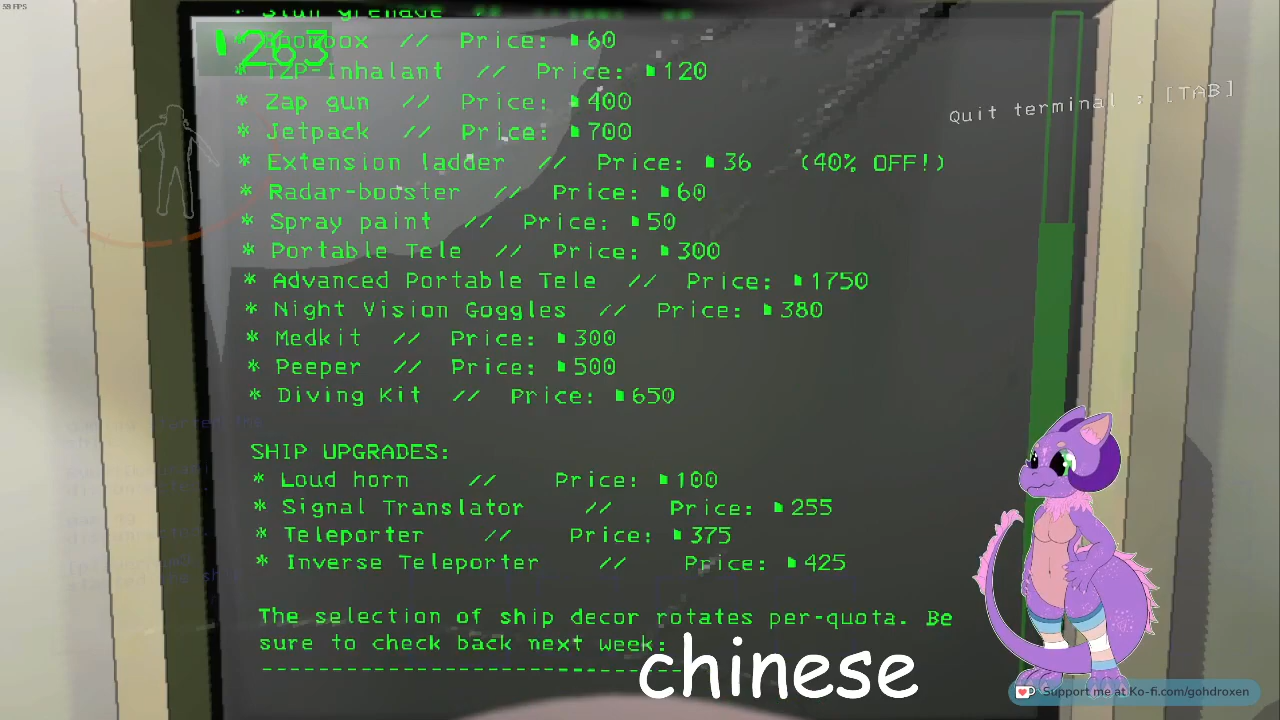 59 FPS
* Stun grenade //
263
* Boombox // Price: 60
* TZP-Inhalant // Price: 120
* Zap gun // Price: 400
* Jetpack // Price: 700
* Extension ladder // Price: 36 (40% OFF!)
* Radar-booster // Price: 60
* Spray paint // Price: 50
* Portable Tele // Price: 300
* Advanced Portable Tele // Price: 1750
* Night Vision Goggles // Price: 380
* Medkit // Price: 300
* Peeper // Price: 500
* Diving Kit // Price: 650
Quit terminal : [TAB]
SHIP UPGRADES:
* Loud horn // Price: 100
* Signal Translator // Price: 255
* Teleporter // Price: 375
* Inverse Teleporter // Price: 425
The selection of ship decor rotates per-quota. Be
sure to check back next week:
------------------------------
chinese
Support me at Ko-fi.com/gohdroxen